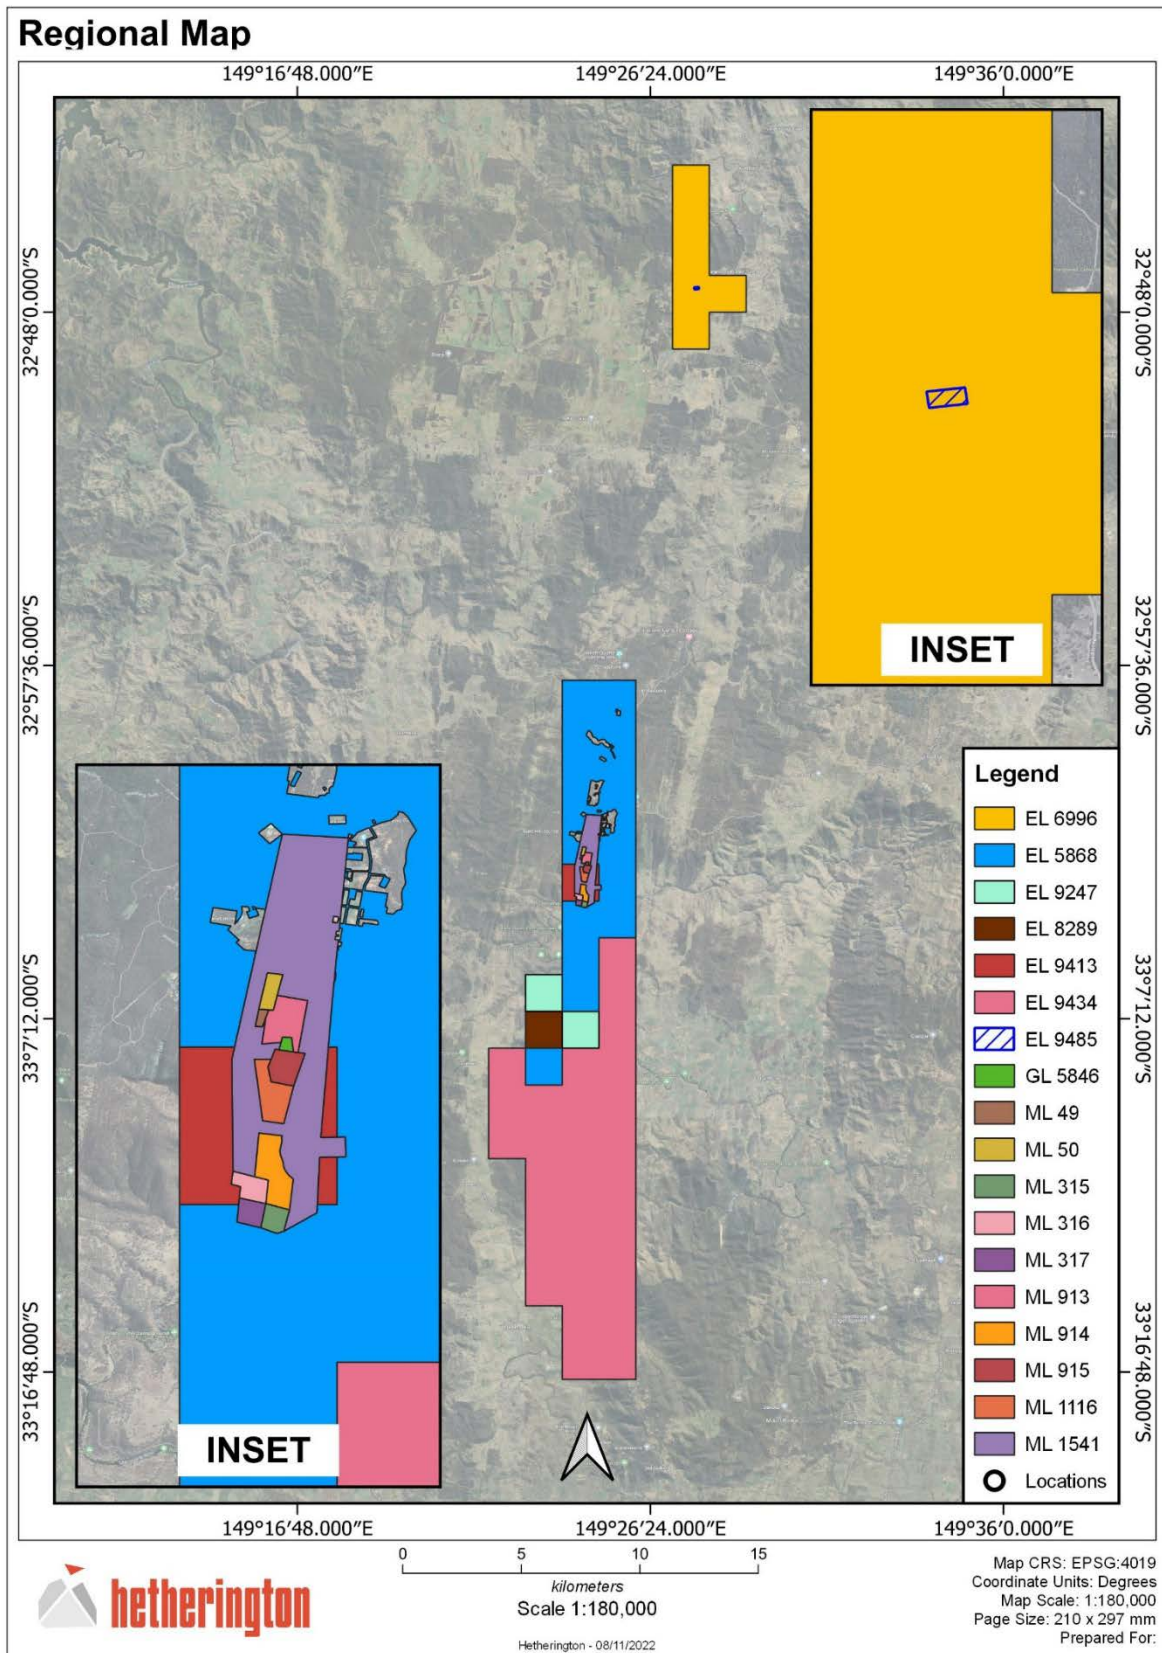 Regional Map
149°16′48.000″E
149°26′24.000″E
149°36′0.000″E
32°48′0.000″S
32°48′0.000″S
32°57′36.000″S
32°57′36.000″S
33°7′12.000″S
33°7′12.000″S
33°16′48.000″S
33°16′48.000″S
INSET
INSET
Legend
EL 6996
EL 5868
EL 9247
EL 8289
EL 9413
EL 9434
EL 9485
GL 5846
ML 49
ML 50
ML 315
ML 316
ML 317
ML 913
ML 914
ML 915
ML 1116
ML 1541
Locations
149°16′48.000″E
149°26′24.000″E
149°36′0.000″E
hetherington
0 5 10 15
kilometers
Scale 1:180,000
Hetherington - 08/11/2022
Map CRS: EPSG:4019
Coordinate Units: Degrees
Map Scale: 1:180,000
Page Size: 210 x 297 mm
Prepared For: